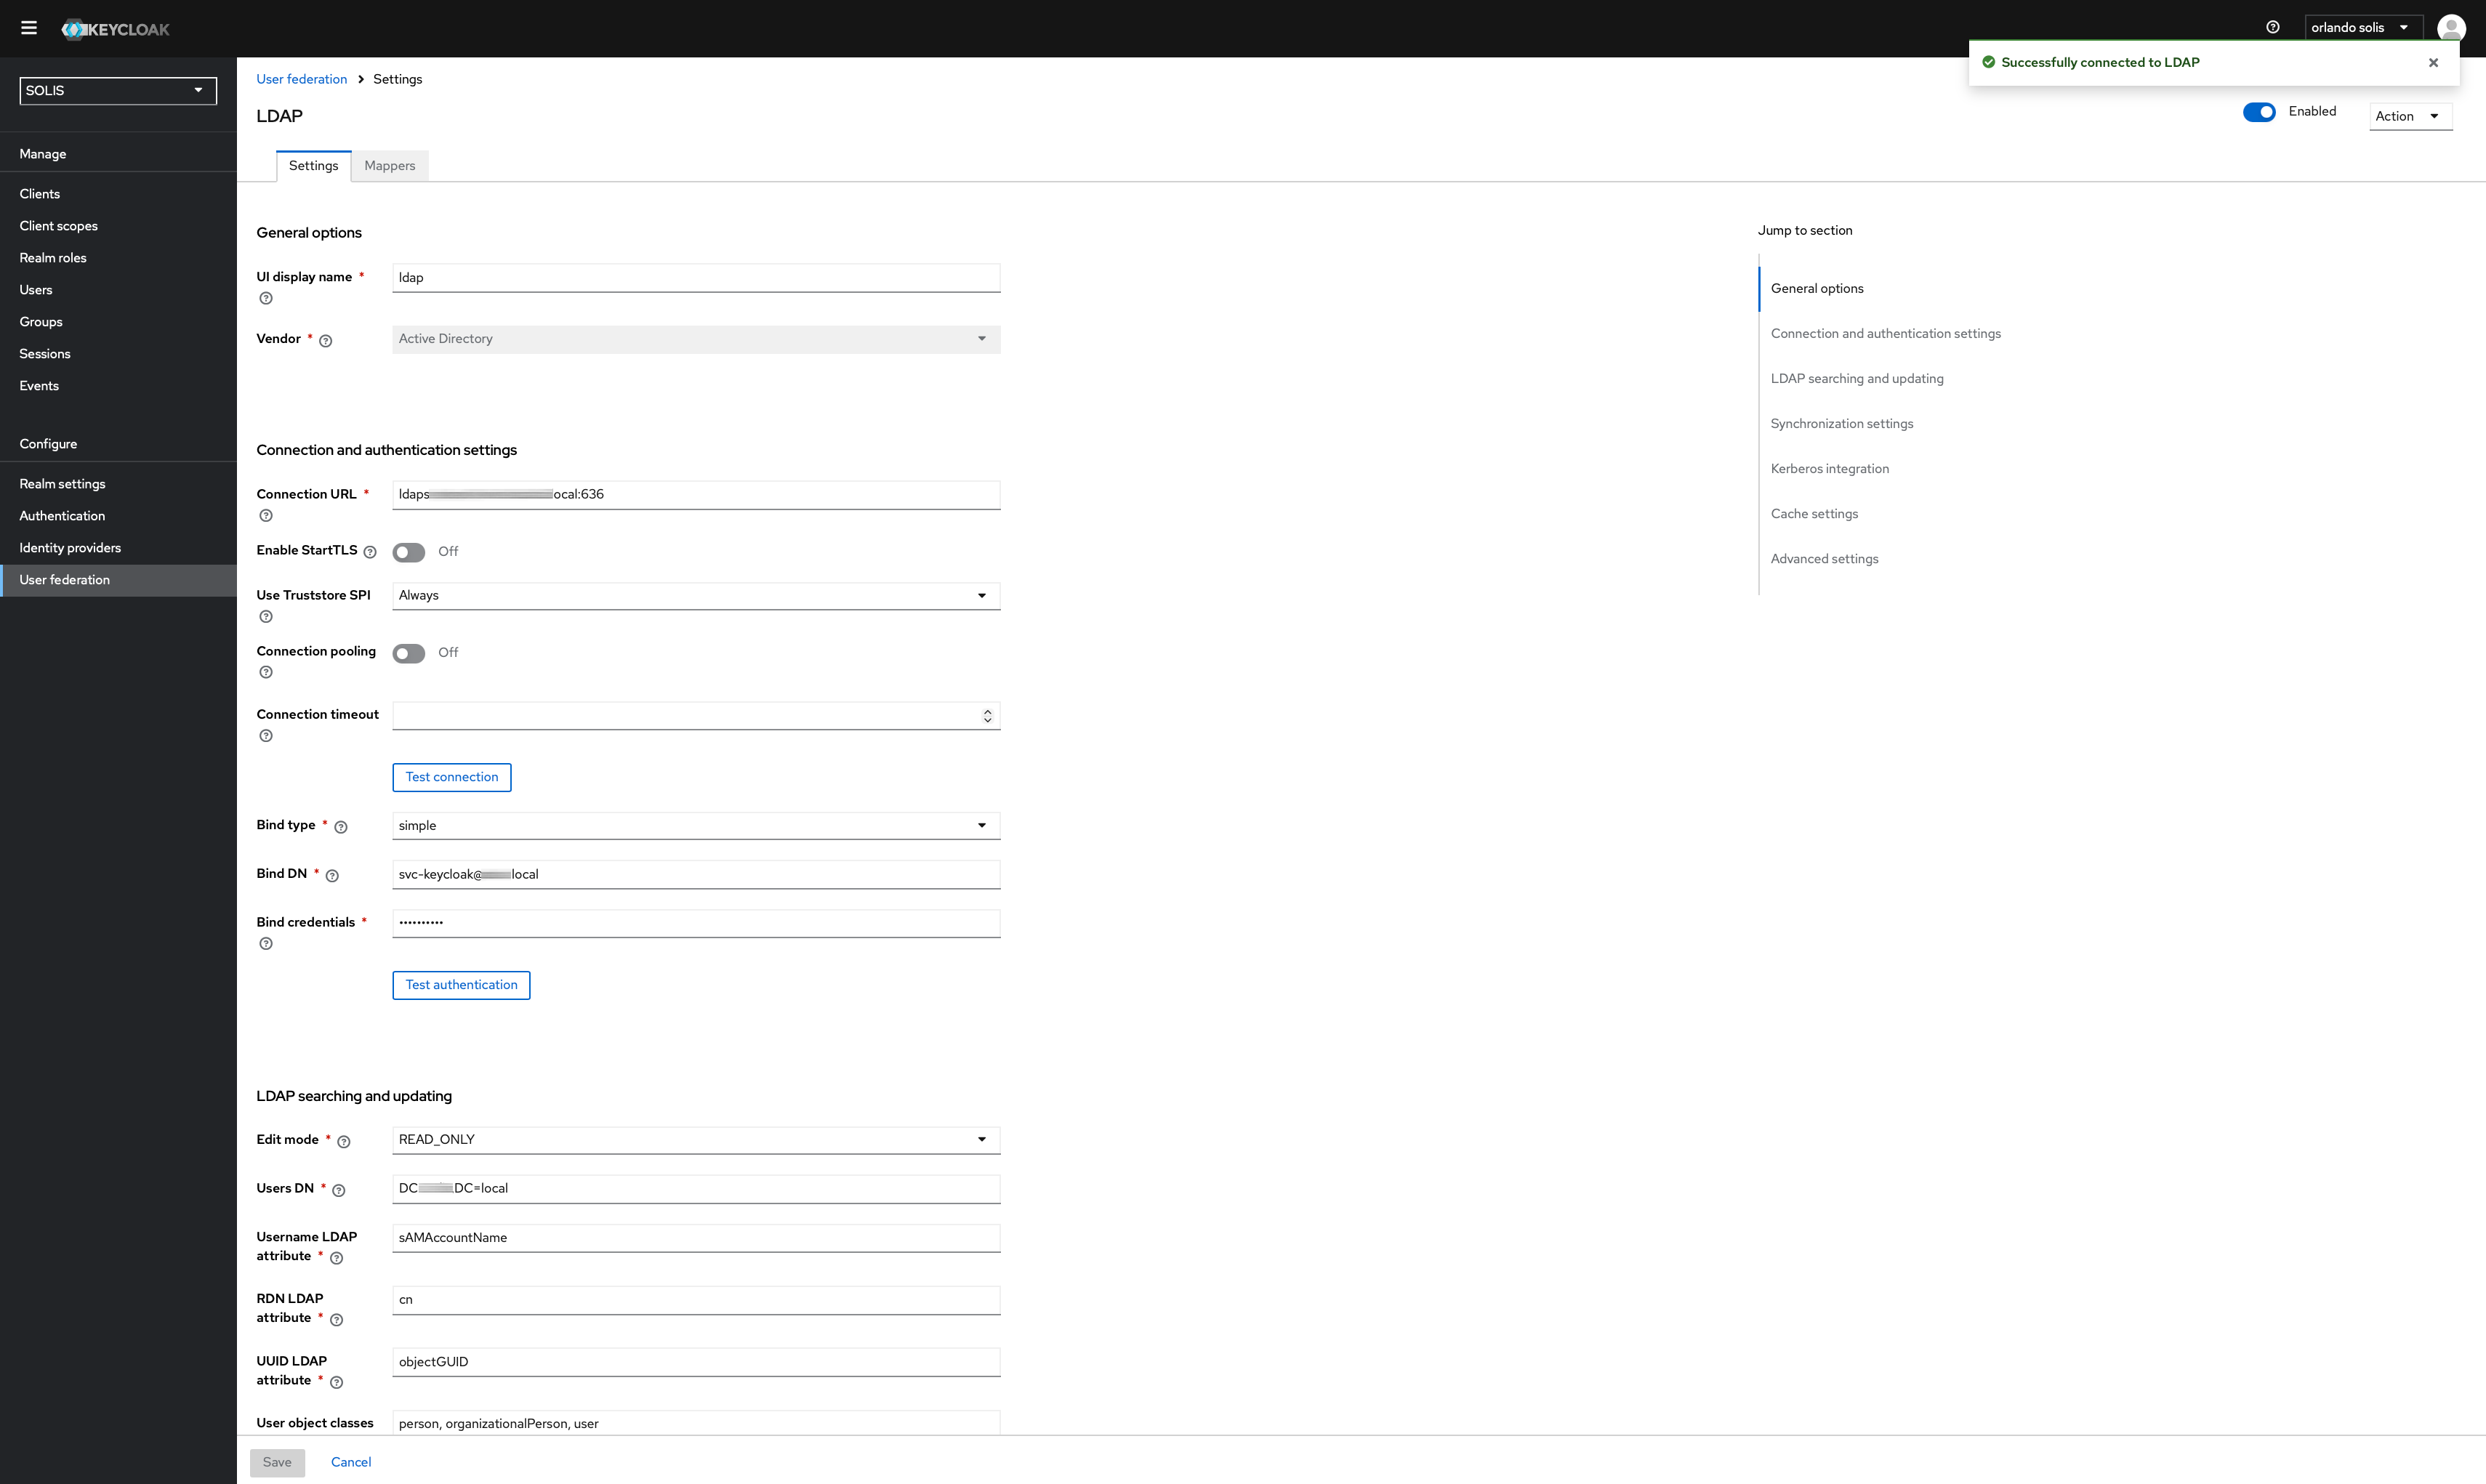 KEYCLOAK
orlando solis
Successfully connected to LDAP
SOLIS
Manage
Clients
Client scopes
Realm roles
Users
Groups
Sessions
Events
Configure
Realm settings
Authentication
Identity providers
User federation
User federation > Settings
LDAP
Enabled
Action
Settings Mappers
General options
UI display name * ldap
Vendor * Active Directory
Connection and authentication settings
Connection URL * ldaps ocal:636
Enable StartTLS Off
Use Truststore SPI Always
Connection pooling Off
Connection timeout
Test connection
Bind type * simple
Bind DN * svc-keycloak@ local
Bind credentials * ••••••••••
Test authentication
LDAP searching and updating
Edit mode * READ_ONLY
Users DN * DC DC=local
Username LDAP
attribute * sAMAccountName
RDN LDAP
attribute * cn
UUID LDAP
attribute * objectGUID
User object classes person, organizationalPerson, user
Save Cancel
Jump to section
General options
Connection and authentication settings
LDAP searching and updating
Synchronization settings
Kerberos integration
Cache settings
Advanced settings